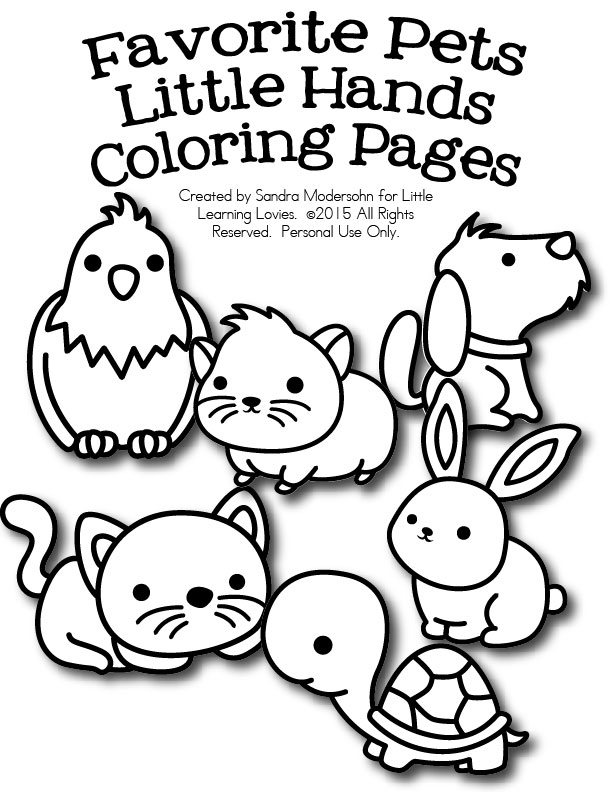 Favorite Pets
Little Hands
Coloring Pages
Created by Sandra Modersohn for Little
Learning Lovies.  ©2015 All Rights
Reserved.  Personal Use Only.